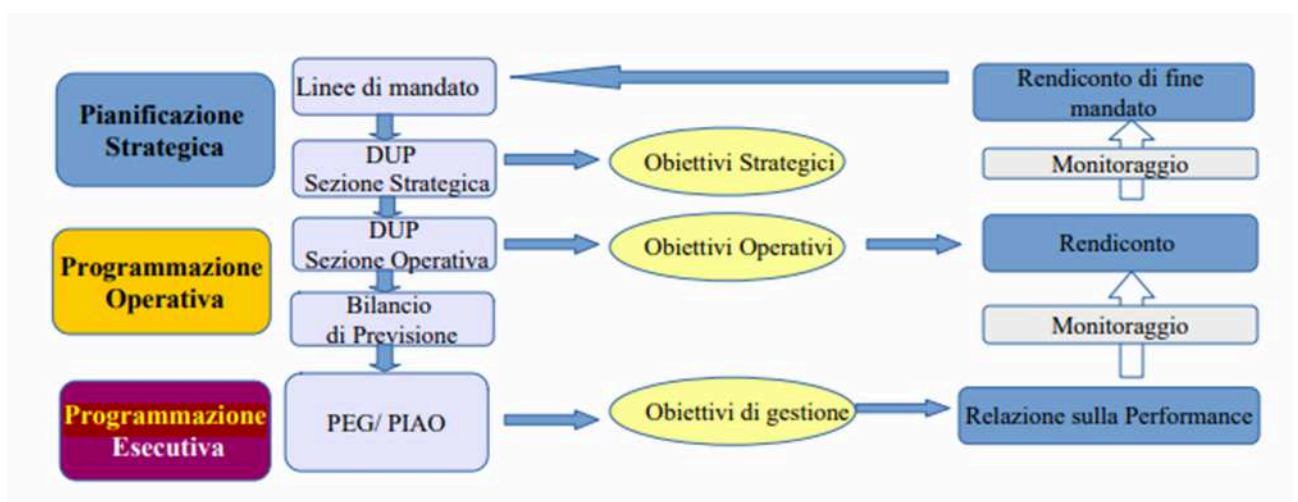 Pianificazione
Strategica
Linee di mandato
DUP
Sezione Strategica
Obiettivi Strategici
Rendiconto di fine
mandato
Monitoraggio
Programmazione
Operativa
DUP
Sezione Operativa
Obiettivi Operativi
Rendiconto
Bilancio
di Previsione
Monitoraggio
Programmazione
Esecutiva
PEG/ PIAO
Obiettivi di gestione
Relazione sulla Performance